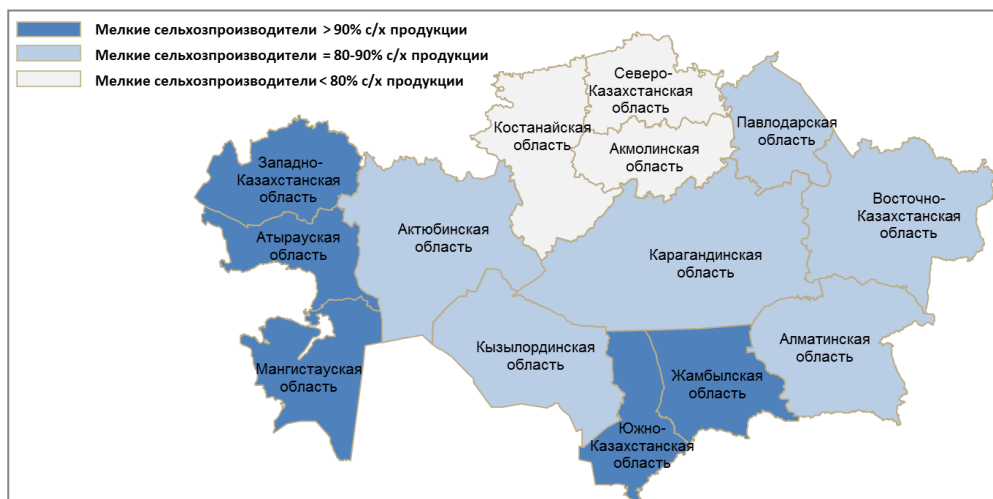 Мелкие сельхозпроизводители > 90% с/х продукции
Мелкие сельхозпроизводители = 80-90% с/х продукции
Мелкие сельхозпроизводители < 80% с/х продукции
Северо-
Казахстанская
область
Костанайская
область
Павлодарская
область
Акмолинская
область
Западно-
Казахстанская
область
Восточно-
Казахстанская
область
Актюбинская
область
Атырауская
область
Карагандинская
область
Кызылординская
область
Алматинская
область
Мангистауская
область
Жамбылская
область
Южно-
Казахстанская
область